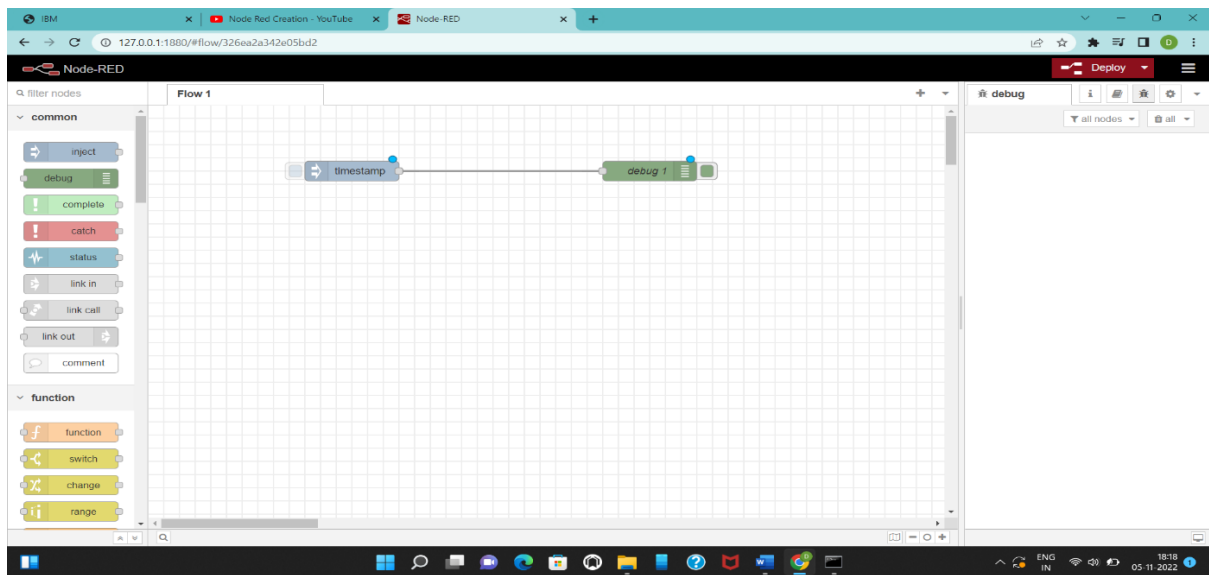 IBM
Node Red Creation - YouTube
Node-RED
127.0.0.1:1880/#flow/326ea2a342e05bd2
D
Node-RED
Deploy
filter nodes
Flow 1
debug
i
all nodes
all
common
inject
debug
complete
catch
status
link in
link call
link out
comment
function
function
switch
change
range
timestamp
debug 1
ENG
IN
18:18
05-11-2022
1